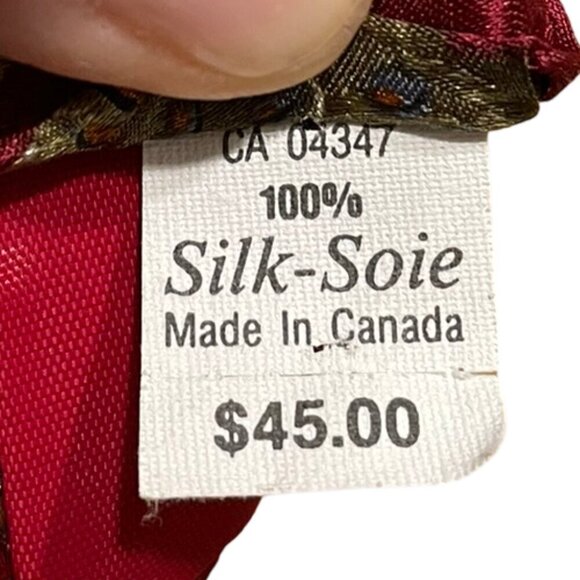 CA 04347
100%
Silk-Soie
Made In Canada
$45.00